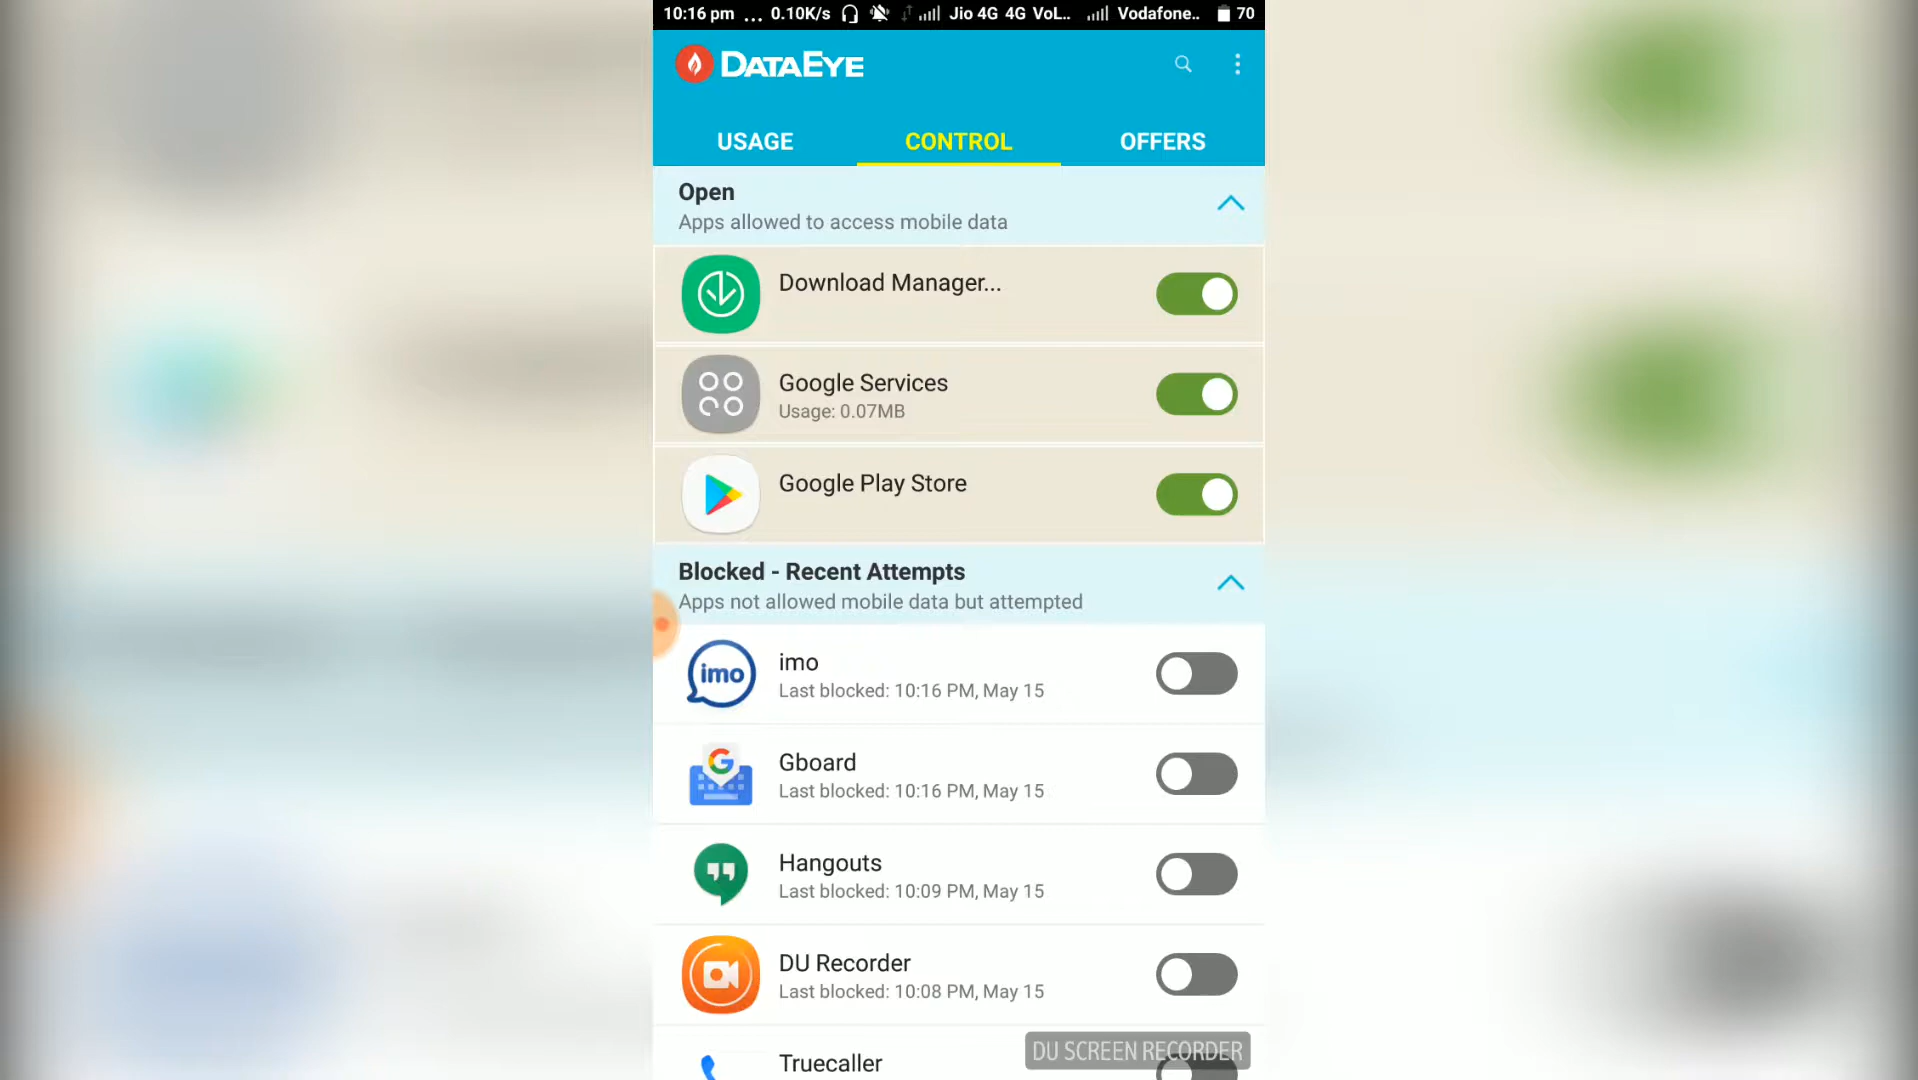 10:16 pm ... 0.10K/s Jio 4G 4G VoL... Vodafone.. 70
DATAEYE
USAGE CONTROL OFFERS
Open
Apps allowed to access mobile data
Download Manager...
Google Services
Usage: 0.07MB
Google Play Store
Blocked - Recent Attempts
Apps not allowed mobile data but attempted
imo
imo
Last blocked: 10:16 PM, May 15
G
Gboard
Last blocked: 10:16 PM, May 15
Hangouts
Last blocked: 10:09 PM, May 15
DU Recorder
Last blocked: 10:08 PM, May 15
Truecaller
DU SCREEN RECORDER